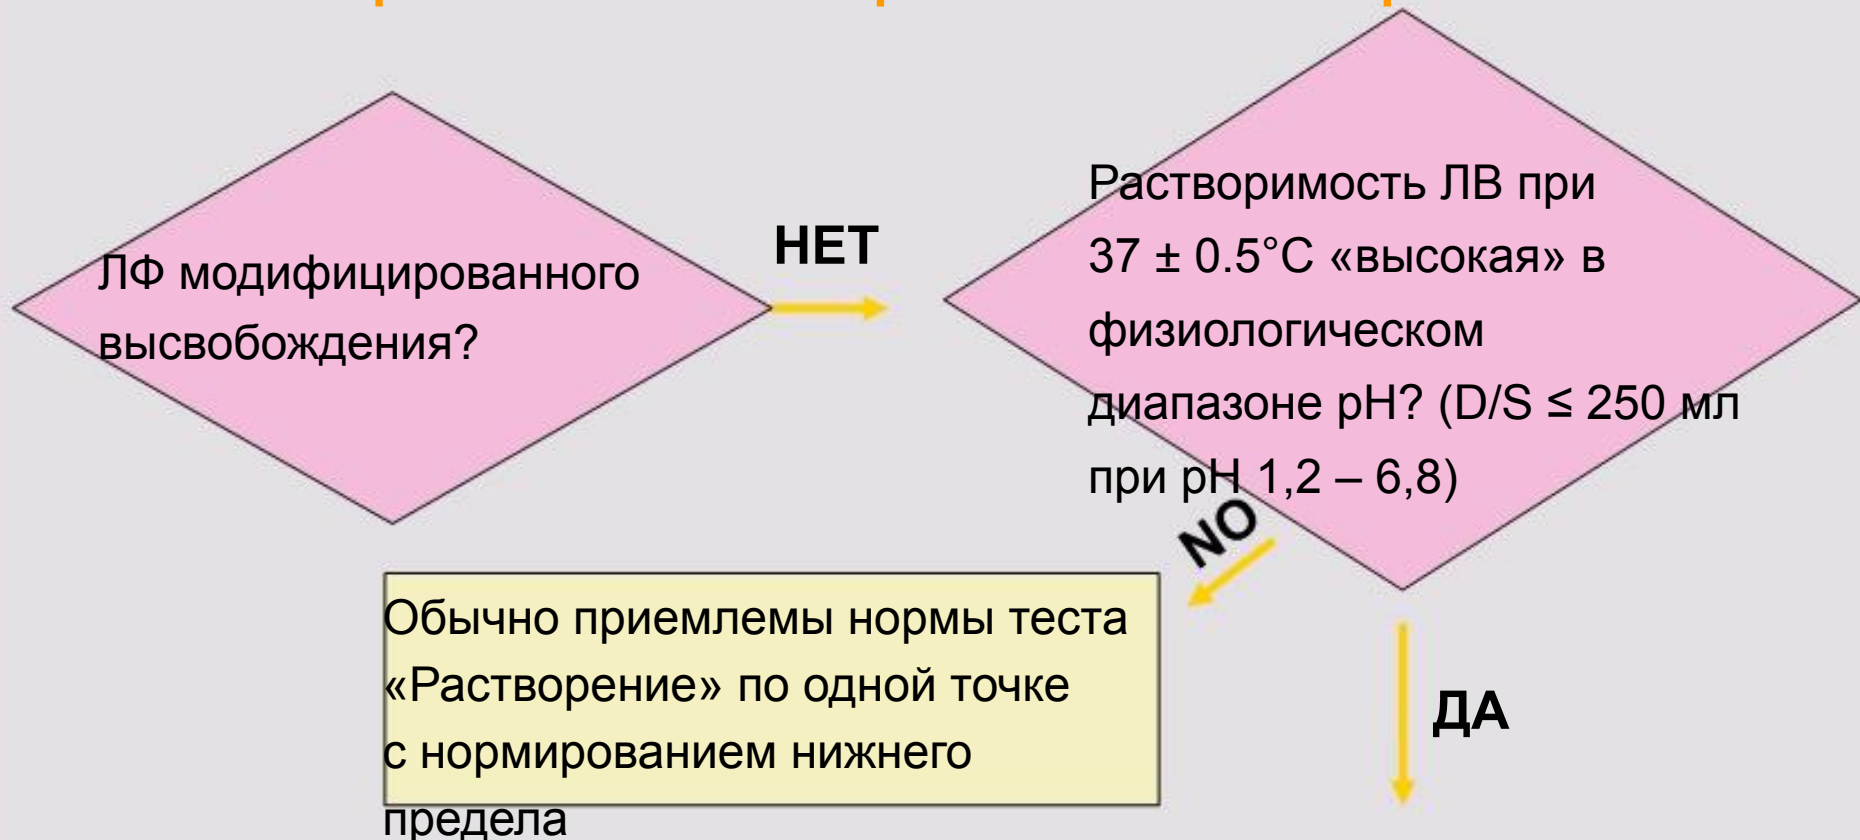 ЛФ модифицированного
высвобождения?
НЕТ
Растворимость ЛВ при
37 ± 0.5°C «высокая» в
физиологическом
диапазоне pH? (D/S ≤ 250 мл
при pH 1,2 – 6,8)
NO
Обычно приемлемы нормы теста
«Растворение» по одной точке
с нормированием нижнего
предела
ДА